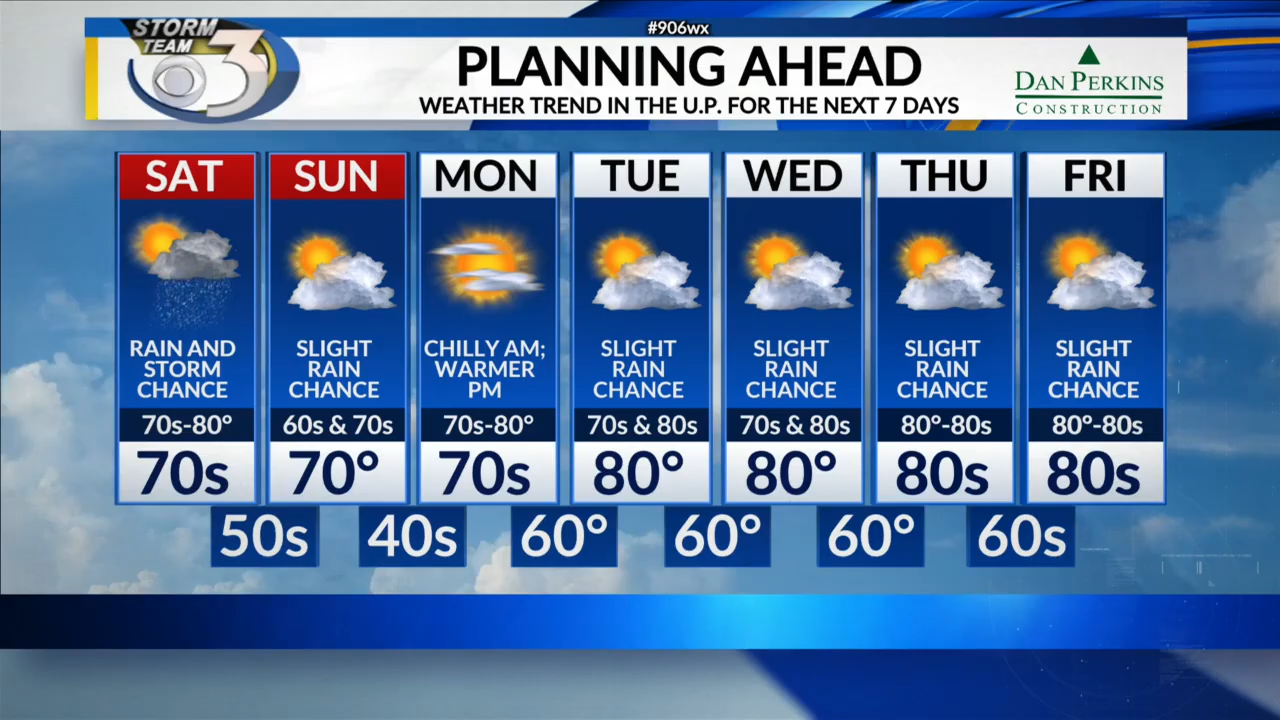 #906wx
STORM
TEAM
3
PLANNING AHEAD
WEATHER TREND IN THE U.P. FOR THE NEXT 7 DAYS
DAN PERKINS
CONSTRUCTION
SAT
RAIN AND
STORM
CHANCE
70s-80°
70s
SUN
SLIGHT
RAIN
CHANCE
60s & 70s
70°
MON
CHILLY AM;
WARMER
PM
70s-80°
70s
TUE
SLIGHT
RAIN
CHANCE
70s & 80s
80°
WED
SLIGHT
RAIN
CHANCE
70s & 80s
80°
THU
SLIGHT
RAIN
CHANCE
80°-80s
80s
FRI
SLIGHT
RAIN
CHANCE
80°-80s
80s
50s
40s
60°
60°
60°
60s